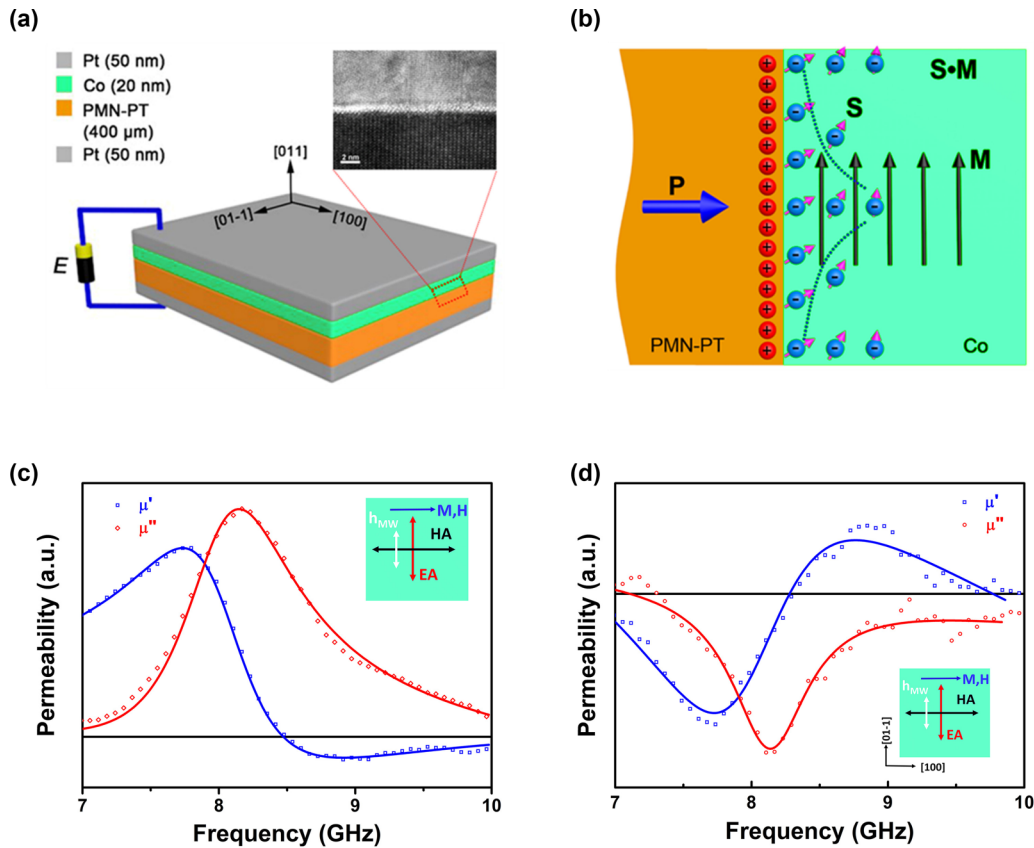 (a)
Pt (50 nm)
Co (20 nm)
PMN-PT
(400 μm)
Pt (50 nm)
2 nm
[011]
[01-1]
[100]
E
(b)
S•M
S
M
P
PMN-PT
Co
(c)
μ'
μ"
M,H
hMW
HA
EA
Permeability (a.u.)
7 8 9 10
Frequency (GHz)
(d)
μ'
μ"
M,H
hMW
HA
EA
[01-1]
[100]
Permeability (a.u.)
7 8 9 10
Frequency (GHz)